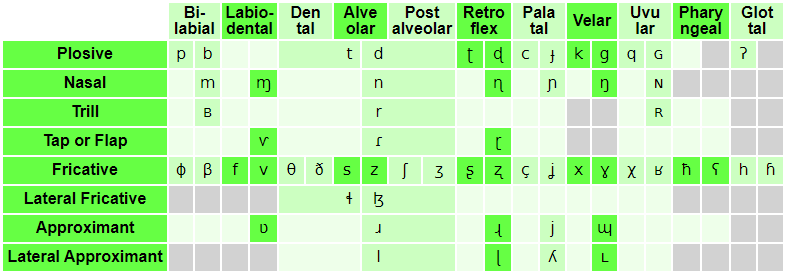 Bi- Labio- Den Alve Post Retro Pala Velar Uvu Phary Glot
labial dental tal olar alveolar flex tal lar ngeal tal
Plosive p b t d ʈ ɖ c ɟ k ɡ q ɢ ʔ
Nasal m ɱ n ɳ ɲ ŋ ɴ
Trill ʙ r ʀ
Tap or Flap ⱱ ɾ ɽ
Fricative ɸ β f v θ ð s z ʃ ʒ ʂ ʐ ç ʝ x ɣ χ ʁ ħ ʕ h ɦ
Lateral Fricative ɬ ɮ
Approximant ʋ ɹ ɻ j ɰ
Lateral Approximant l ɭ ʎ ʟ